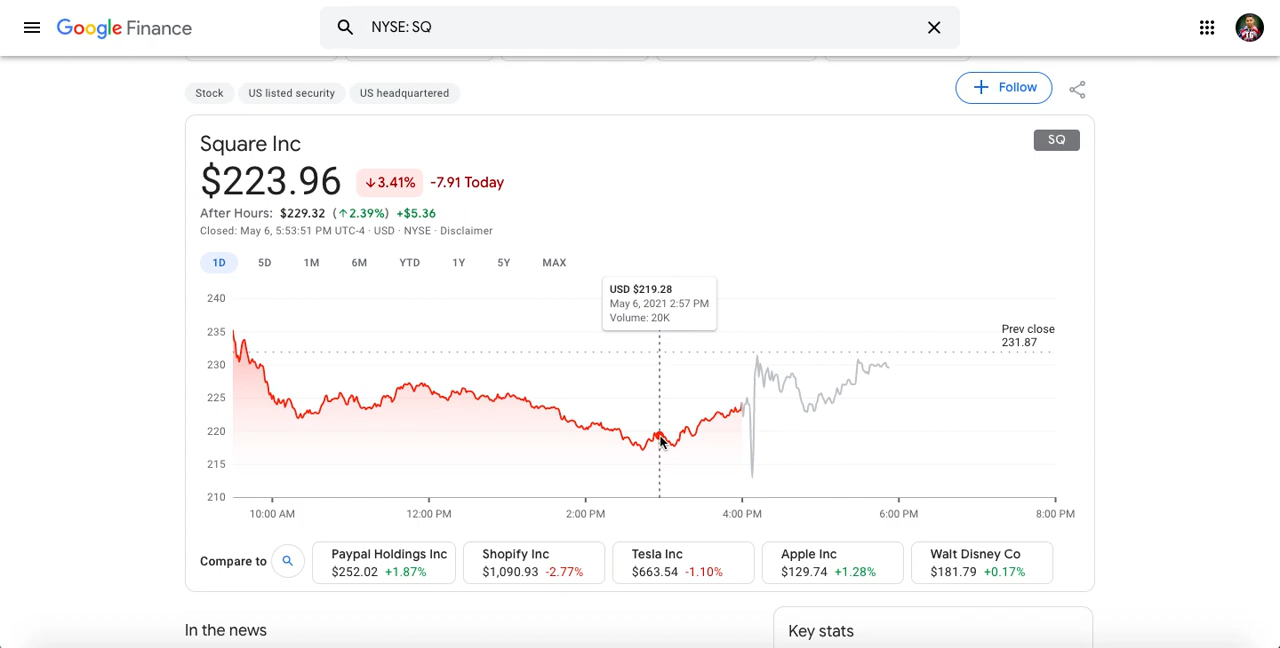 Google Finance
NYSE: SQ
Stock
US listed security
US headquartered
Follow
Square Inc
SQ
$223.96
↓3.41%
-7.91 Today
After Hours: $229.32 (↑2.39%) +$5.36
Closed: May 6, 5:53:51 PM UTC-4 · USD · NYSE · Disclaimer
1D
5D
1M
6M
YTD
1Y
5Y
MAX
USD $219.28
May 6, 2021 2:57 PM
Volume: 20K
Prev close
231.87
240
235
230
225
220
215
210
10:00 AM
12:00 PM
2:00 PM
4:00 PM
6:00 PM
8:00 PM
Compare to
Paypal Holdings Inc
$252.02 +1.87%
Shopify Inc
$1,090.93 -2.77%
Tesla Inc
$663.54 -1.10%
Apple Inc
$129.74 +1.28%
Walt Disney Co
$181.79 +0.17%
In the news
Key stats